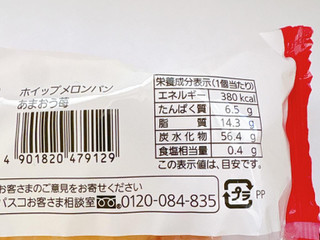 ホイップメロンパン
あまおう苺
4 901820 479129
栄養成分表示(1個当たり)
エネルギー 380 kcal
たんぱく質 6.5 g
脂質 14.3 g
炭水化物 56.4 g
食塩相当量 0.4 g
この表示値は、目安です。
お客さまのご意見をお寄せください
パスコお客さま相談室 0120-084-835
プラ
PP